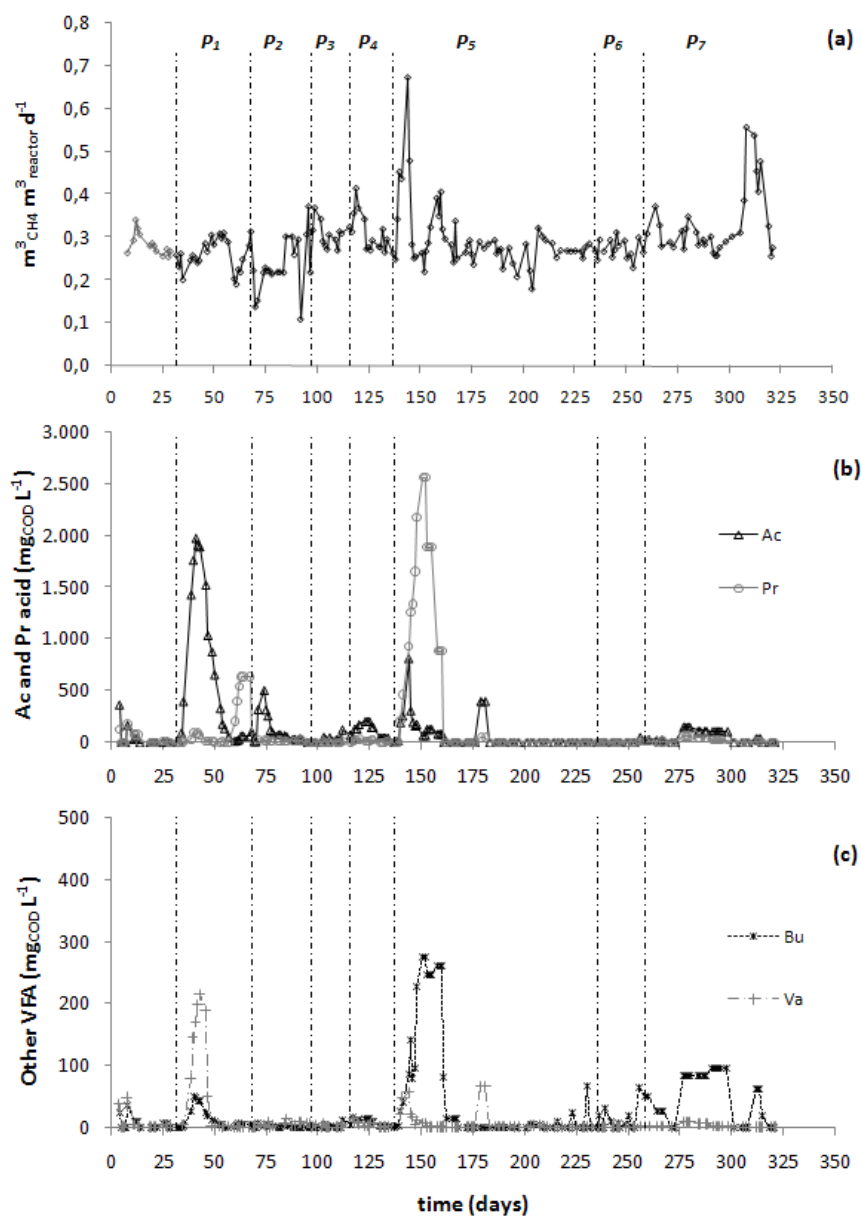 P1 P2 P3 P4 P5 P6 P7 (a)
0,8
0,7
0,6
0,5
0,4
0,3
0,2
0,1
0,0
m3CH4 m3reactor d-1
0 25 50 75 100 125 150 175 200 225 250 275 300 325 350
(b)
3.000
2.500
2.000
1.500
1.000
500
0
Ac and Pr acid (mgCOD L-1)
Ac
Pr
0 25 50 75 100 125 150 175 200 225 250 275 300 325 350
(c)
500
400
300
200
100
0
Other VFA (mgCOD L-1)
Bu
Va
0 25 50 75 100 125 150 175 200 225 250 275 300 325 350
time (days)